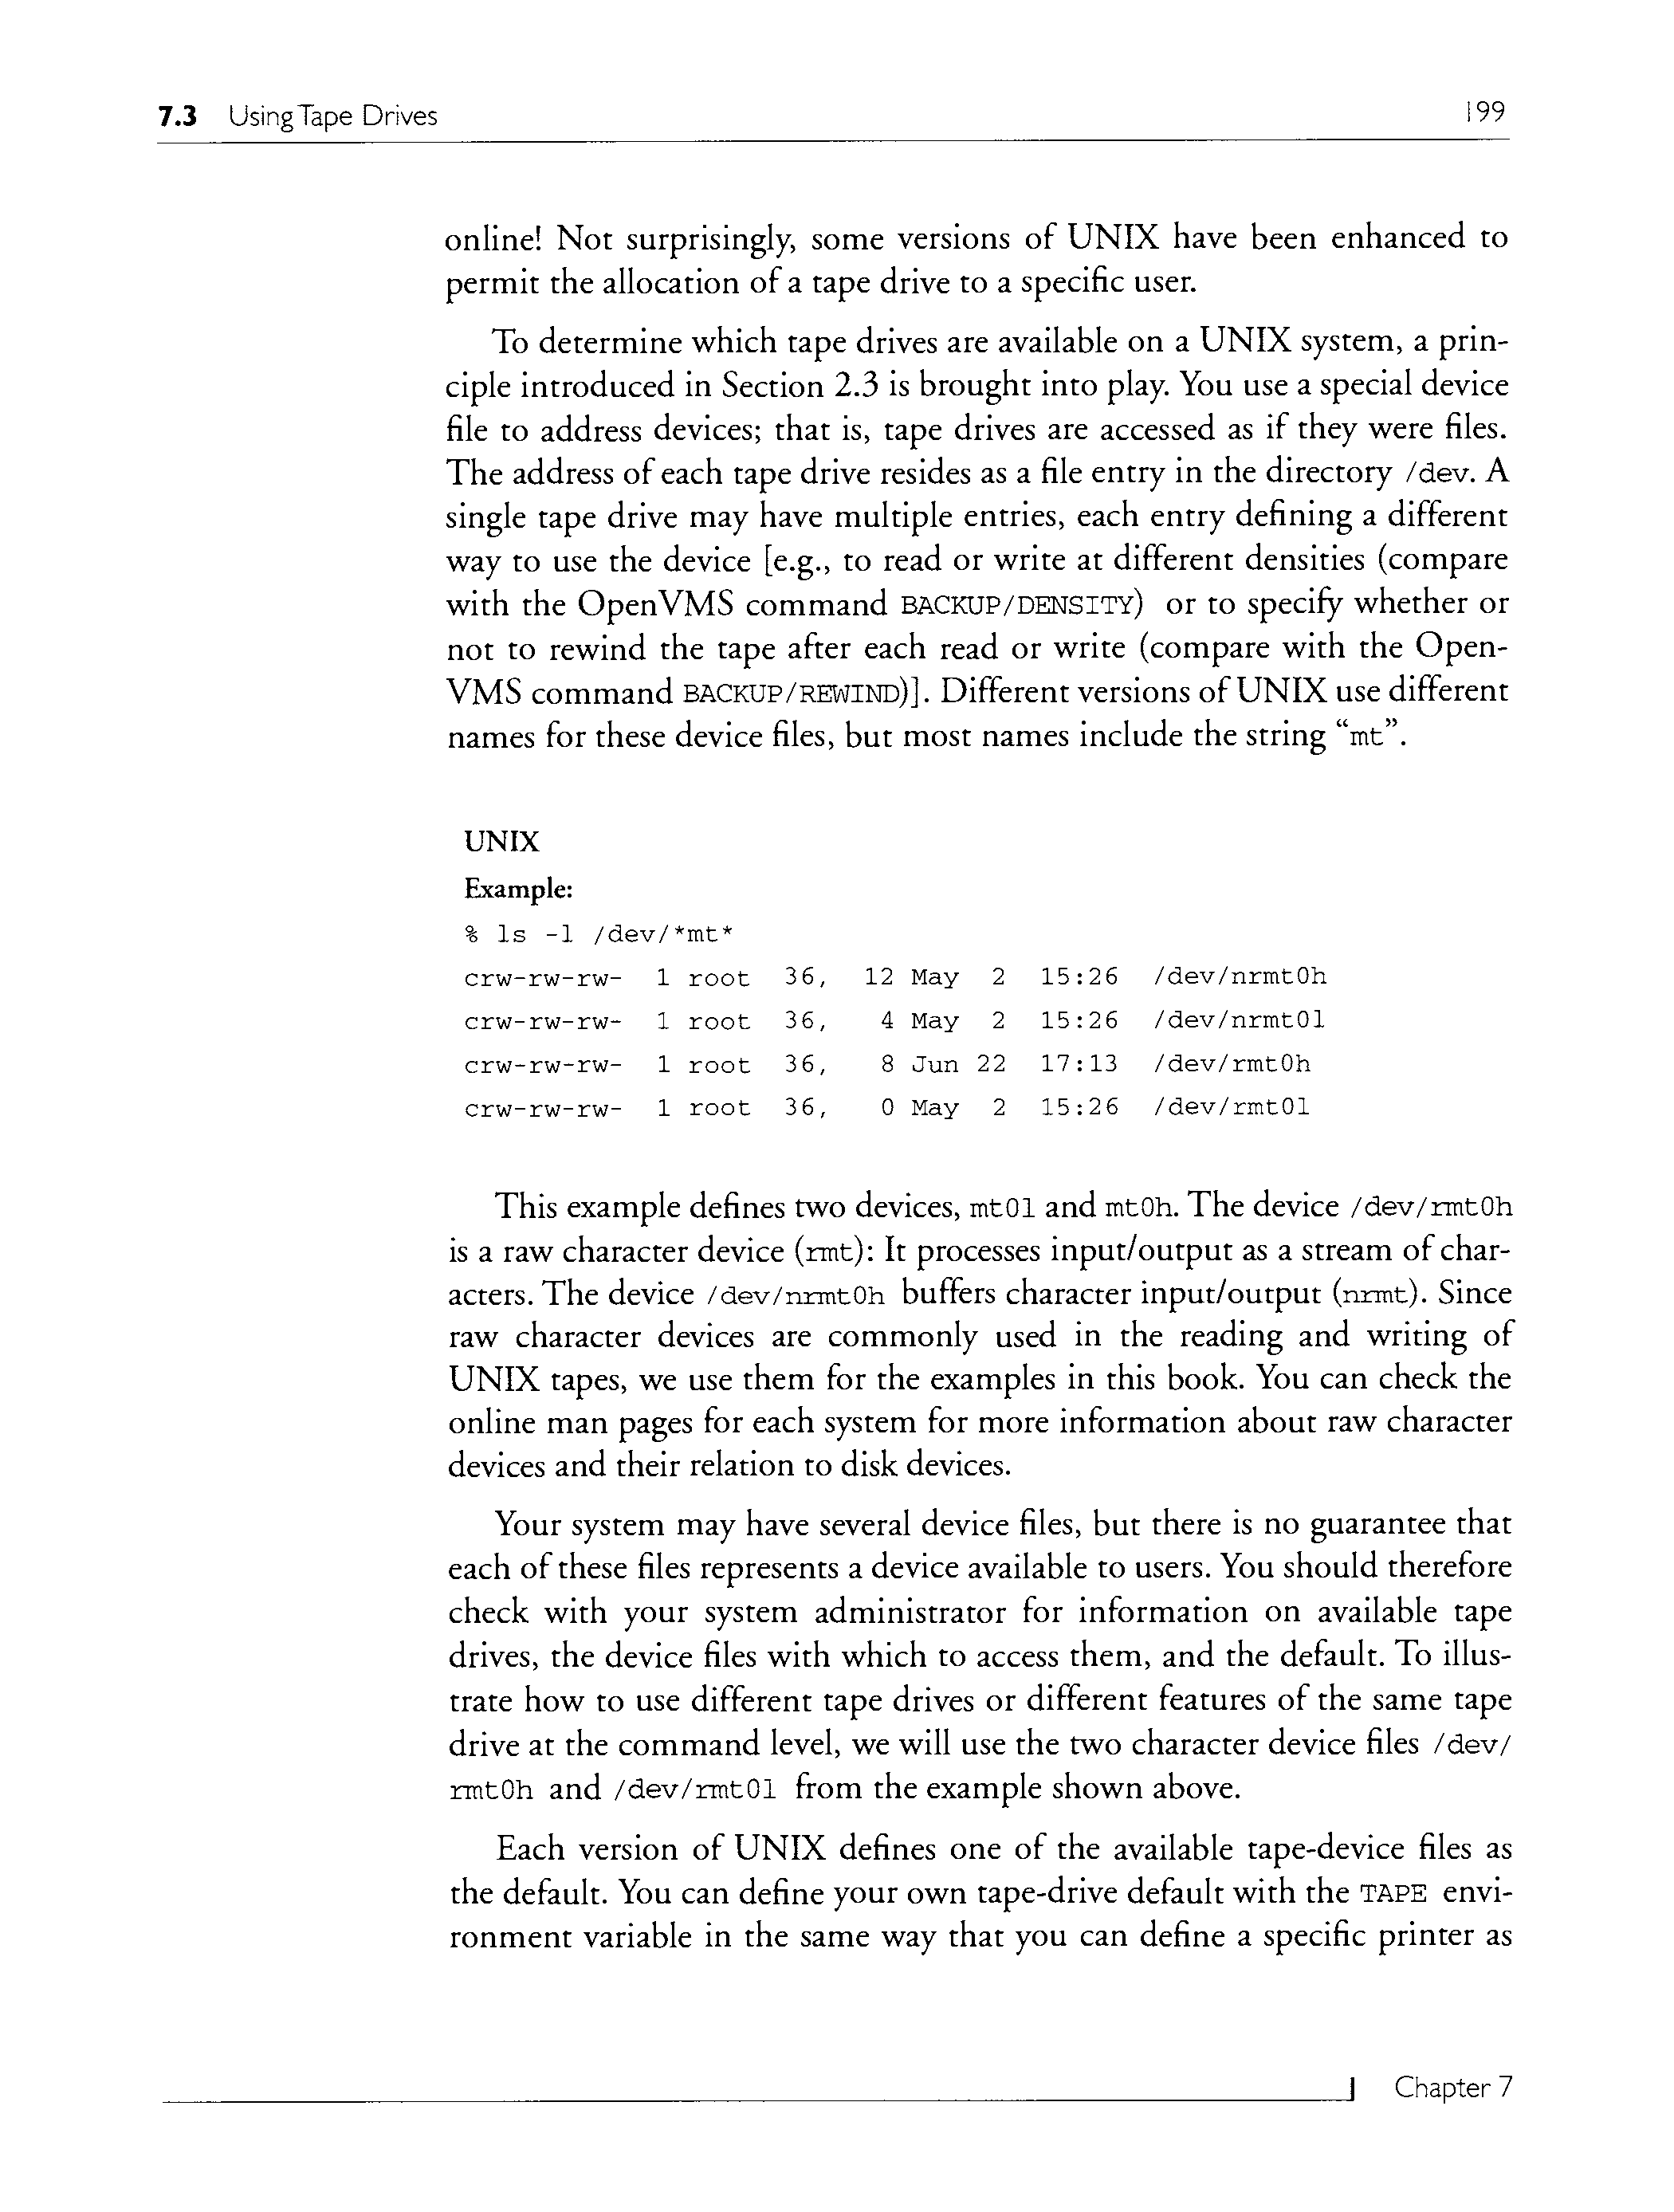 7.3 Using Tape Drives 199
online! Not surprisingly, some versions of UNIX have been enhanced to
permit the allocation of a tape drive to a specific user.
To determine which tape drives are available on a UNIX system, a prin-
ciple introduced in Section 2.3 is brought into play. You use a special device
file to address devices; that is, tape drives are accessed as if they were files.
The address of each tape drive resides as a file entry in the directory /dev. A
single tape drive may have multiple entries, each entry defining a different
way to use the device [e.g., to read or write at different densities (compare
with the OpenVMS command BACKUP/DENSITY) or to specify whether or
not to rewind the tape after each read or write (compare with the Open-
VMS command BACKUP/REWIND)]. Different versions of UNIX use different
names for these device files, but most names include the string “mt”.
UNIX
Example:
% ls -l /dev/*mt*
crw-rw-rw- 1 root 36, 12 May 2 15:26 /dev/nrmt0h
crw-rw-rw- 1 root 36, 4 May 2 15:26 /dev/nrmt0l
crw-rw-rw- 1 root 36, 8 Jun 22 17:13 /dev/rmt0h
crw-rw-rw- 1 root 36, 0 May 2 15:26 /dev/rmt0l
This example defines two devices, mt0l and mt0h. The device /dev/rmt0h
is a raw character device (rmt): It processes input/output as a stream of char-
acters. The device /dev/nrmt0h buffers character input/output (nrmt). Since
raw character devices are commonly used in the reading and writing of
UNIX tapes, we use them for the examples in this book. You can check the
online man pages for each system for more information about raw character
devices and their relation to disk devices.
Your system may have several device files, but there is no guarantee that
each of these files represents a device available to users. You should therefore
check with your system administrator for information on available tape
drives, the device files with which to access them, and the default. To illus-
trate how to use different tape drives or different features of the same tape
drive at the command level, we will use the two character device files /dev/
rmt0h and /dev/rmt0l from the example shown above.
Each version of UNIX defines one of the available tape-device files as
the default. You can define your own tape-drive default with the TAPE envi-
ronment variable in the same way that you can define a specific printer as
Chapter 7